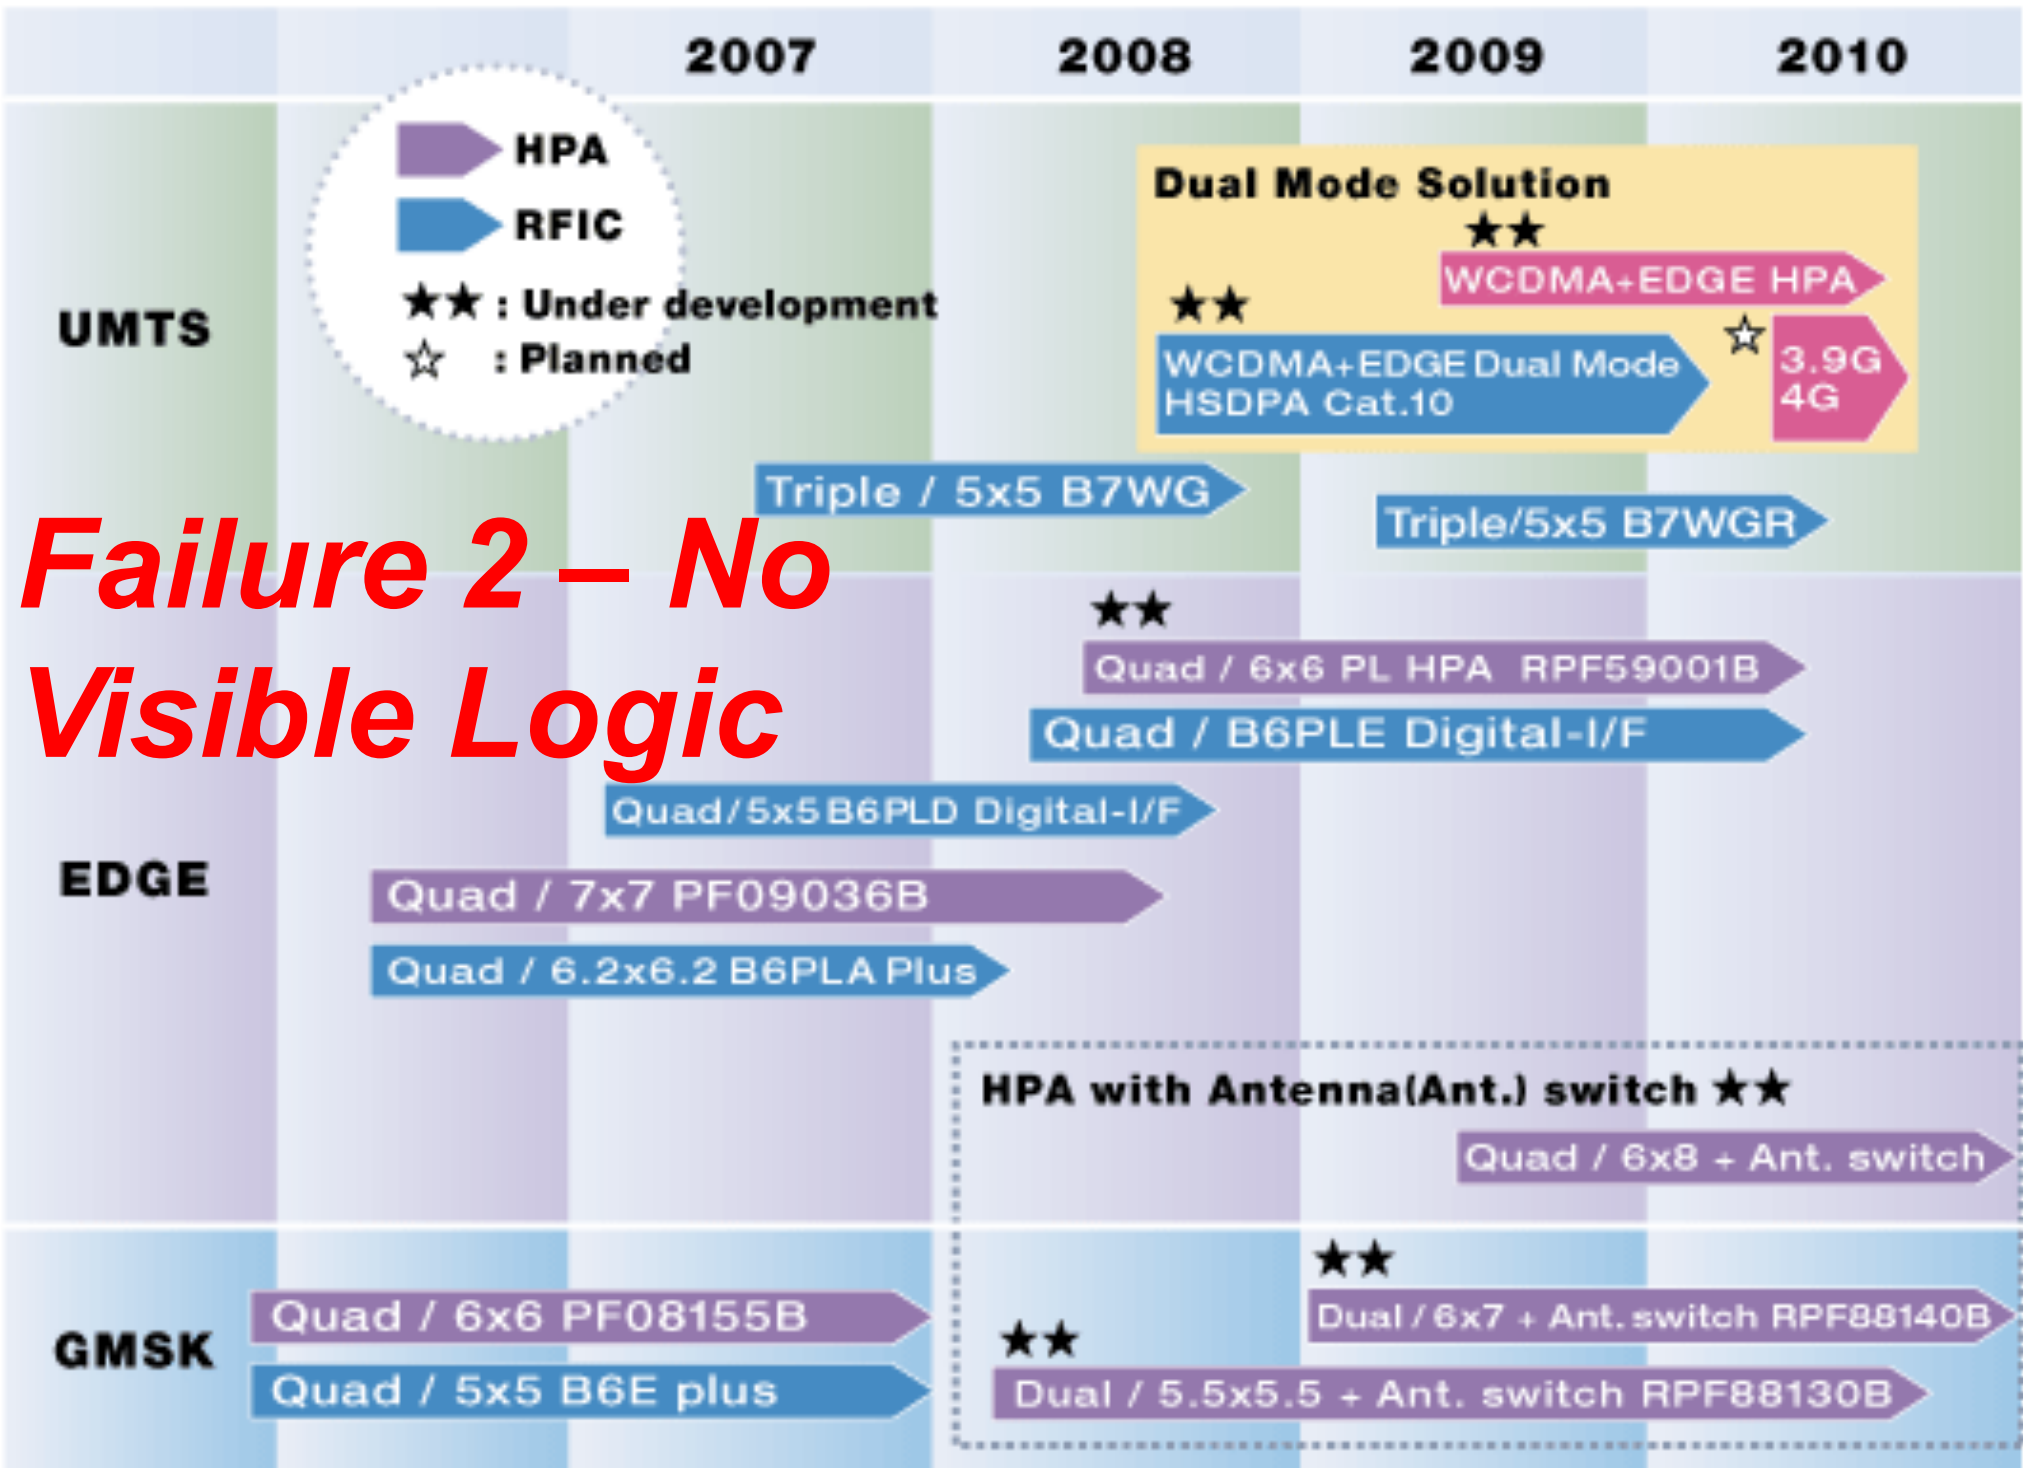 2007 2008 2009 2010
HPA
RFIC
★★ : Under development
☆ : Planned
UMTS
Dual Mode Solution
★★
WCDMA+EDGE HPA
★★
WCDMA+EDGE Dual Mode
HSDPA Cat.10
☆
3.9G
4G
Triple / 5x5 B7WG
Triple/5x5 B7WGR
Failure 2 – No
Visible Logic
★★
Quad / 6x6 PL HPA RPF59001B
Quad / B6PLE Digital-I/F
Quad/5x5 B6PLD Digital-I/F
EDGE
Quad / 7x7 PF09036B
Quad / 6.2x6.2 B6PLA Plus
HPA with Antenna(Ant.) switch ★★
Quad / 6x8 + Ant. switch
GMSK
Quad / 6x6 PF08155B
Quad / 5x5 B6E plus
★★
Dual / 6x7 + Ant. switch RPF88140B
★★
Dual / 5.5x5.5 + Ant. switch RPF88130B